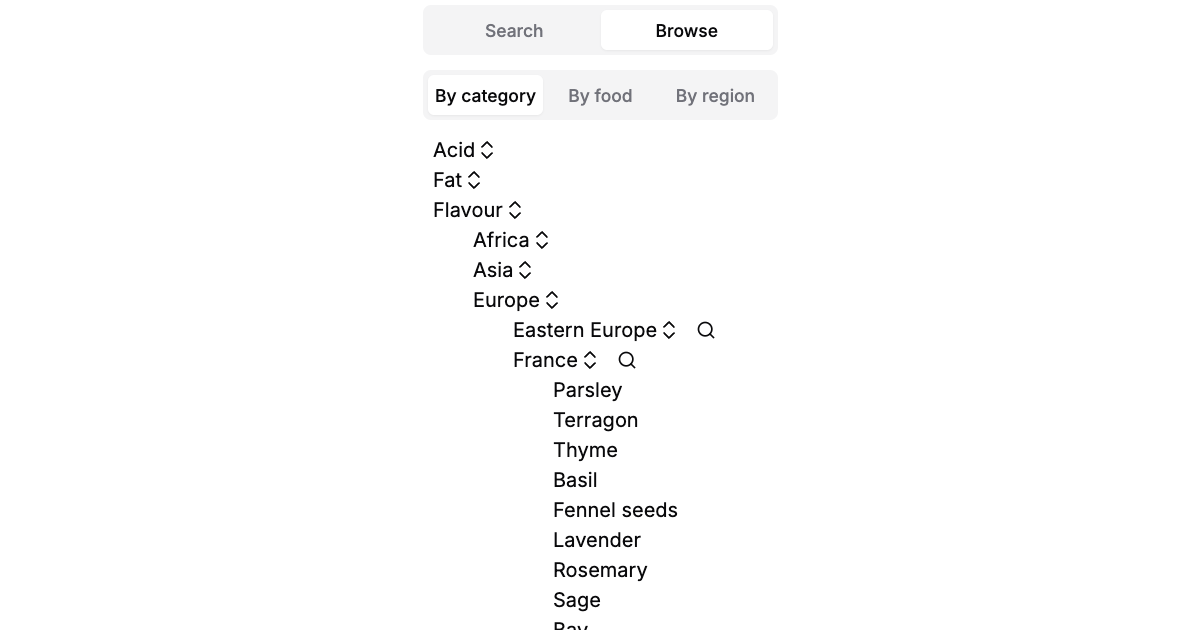 Search Browse
By category By food By region
Acid
Fat
Flavour
Africa
Asia
Europe
Eastern Europe
France
Parsley
Terragon
Thyme
Basil
Fennel seeds
Lavender
Rosemary
Sage
Bay